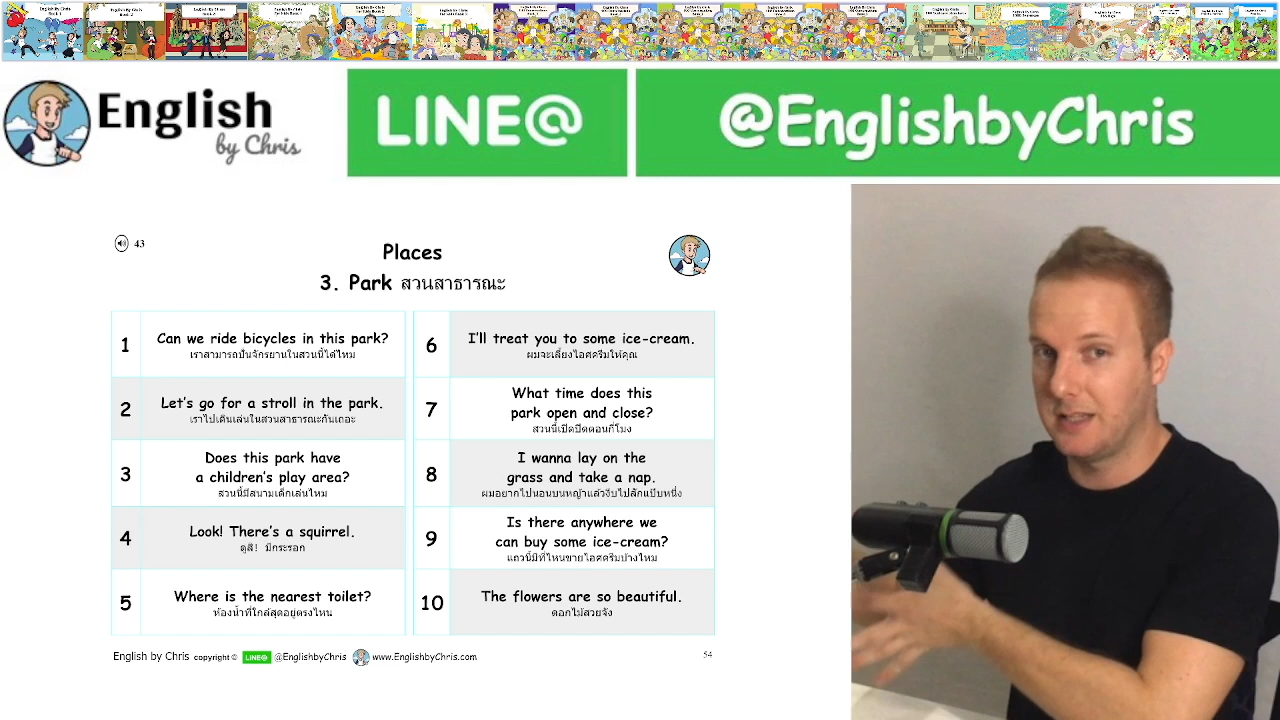 English By Chris
Book 2
English
by Chris
LINE@
@EnglishbyChris
43
Places
3. Park สวนสาธารณะ
1
Can we ride bicycles in this park?
เราสามารถปั่นจักรยานในสวนนี้ได้ไหม
2
Let's go for a stroll in the park.
เราไปเดินเล่นในสวนสาธารณะกันเถอะ
3
Does this park have
a children's play area?
สวนนี้มีสนามเด็กเล่นไหม
4
Look! There's a squirrel.
ดูสิ! มีกระรอก
5
Where is the nearest toilet?
ห้องน้ำที่ใกล้สุดอยู่ตรงไหน
6
I'll treat you to some ice-cream.
ผมจะเลี้ยงไอศครีมให้คุณ
7
What time does this
park open and close?
สวนนี้เปิดปิดตอนกี่โมง
8
I wanna lay on the
grass and take a nap.
ผมอยากไปนอนบนหญ้าแล้วงีบไปสักแป๊บหนึ่ง
9
Is there anywhere we
can buy some ice-cream?
แถวนี้มีที่ไหนขายไอศครีมบ้างไหม
10
The flowers are so beautiful.
ดอกไม้สวยจัง
English by Chris copyright © LINE@ @EnglishbyChris www.EnglishbyChris.com
54